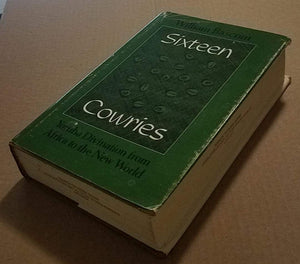 William Bascom
Sixteen
Cowries
Yoruba Divination from
Africa to the New World